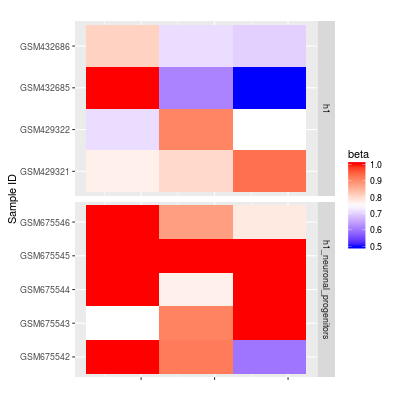 GSM432686
GSM432685
GSM429322
GSM429321
h1
GSM675546
GSM675545
GSM675544
GSM675543
GSM675542
h1_neuronal_progenitors
Sample ID
beta
1.0
0.9
0.8
0.7
0.6
0.5